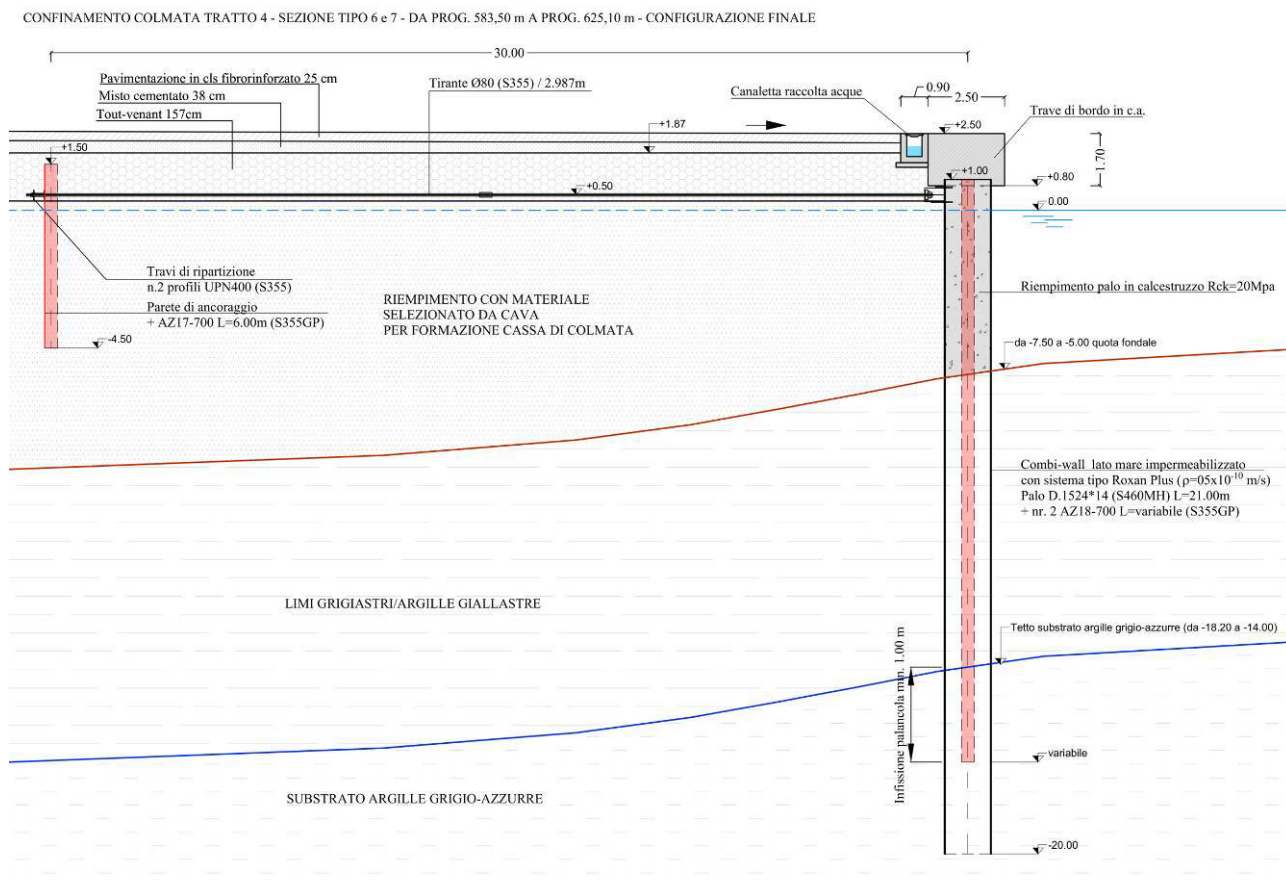 CONFINAMENTO COLMATA TRATTO 4 - SEZIONE TIPO 6 e 7 - DA PROG. 583,50 m A PROG. 625,10 m - CONFIGURAZIONE FINALE
30.00
Pavimentazione in cls fibrorinforzato 25 cm
Misto cementato 38 cm
Tout-venant 157cm
Tirante Ø80 (S355) / 2.987m
Canaletta raccolta acque
0.90
2.50
Trave di bordo in c.a.
+1.87
+2.50
1.70
+1.50
+1.00
+0.80
+0.50
0.00
Travi di ripartizione
n.2 profili UPN400 (S355)
Parete di ancoraggio
+ AZ17-700 L=6.00m (S355GP)
-4.50
RIEMPIMENTO CON MATERIALE
SELEZIONATO DA CAVA
PER FORMAZIONE CASSA DI COLMATA
Riempimento palo in calcestruzzo Rck=20Mpa
da -7.50 a -5.00 quota fondale
Combi-wall lato mare impermeabilizzato
con sistema tipo Roxan Plus (ρ=05x10⁻¹⁰ m/s)
Palo D.1524*14 (S460MH) L=21.00m
+ nr. 2 AZ18-700 L=variabile (S355GP)
LIMI GRIGIASTRI/ARGILLE GIALLASTRE
Tetto substrato argille grigio-azzurre (da -18.20 a -14.00)
Infissione palancola min. 1.00 m
variabile
SUBSTRATO ARGILLE GRIGIO-AZZURRE
-20.00